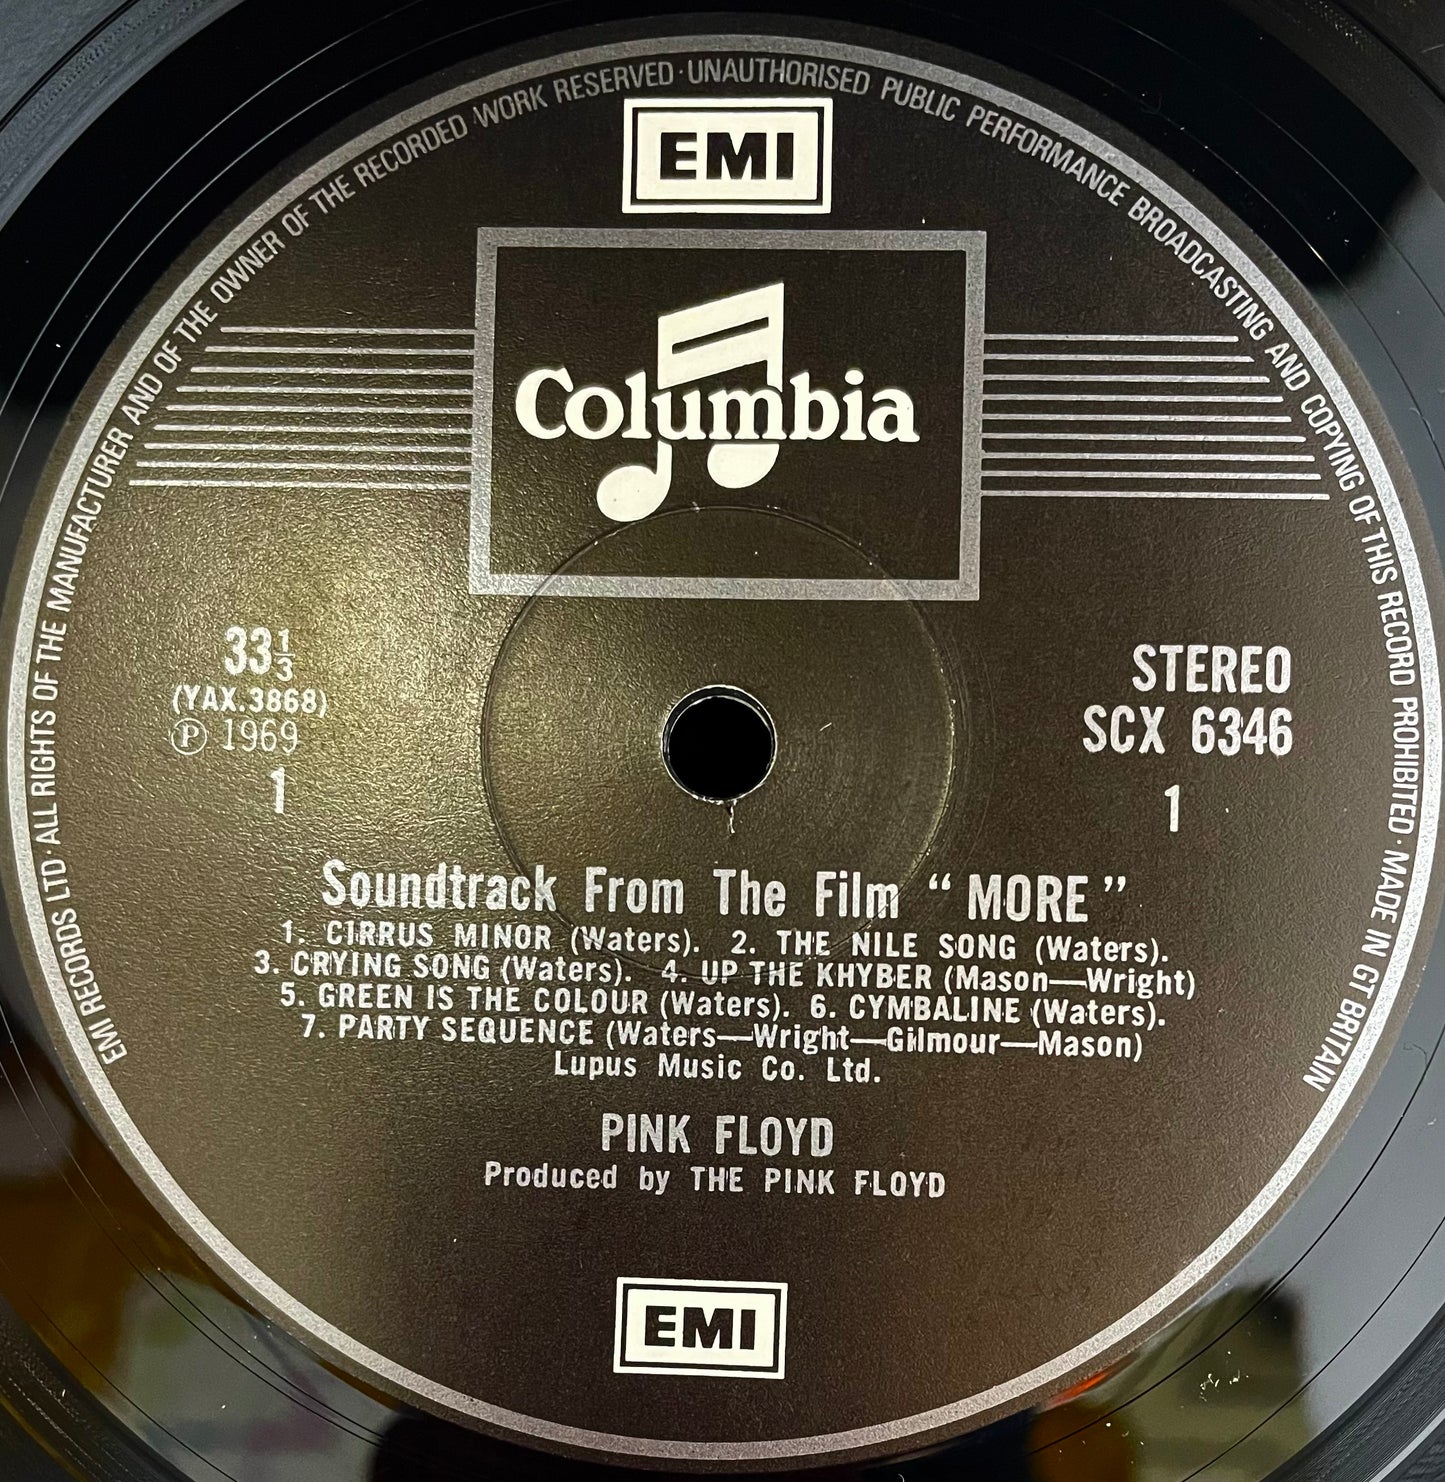 EMI RECORDS LTD · ALL RIGHTS OF THE MANUFACTURER AND OF THE OWNER OF THE RECORDED WORK RESERVED · UNAUTHORISED PUBLIC PERFORMANCE BROADCASTING AND COPYING OF THIS RECORD PROHIBITED · MADE IN GT BRITAIN
EMI
Columbia
33⅓
(YAX.3868)
℗ 1969
1
STEREO
SCX 6346
1
Soundtrack From The Film “MORE”
1. CIRRUS MINOR (Waters). 2. THE NILE SONG (Waters).
3. CRYING SONG (Waters). 4. UP THE KHYBER (Mason—Wright)
5. GREEN IS THE COLOUR (Waters). 6. CYMBALINE (Waters).
7. PARTY SEQUENCE (Waters—Wright—Gilmour—Mason)
Lupus Music Co. Ltd.
PINK FLOYD
Produced by THE PINK FLOYD
EMI